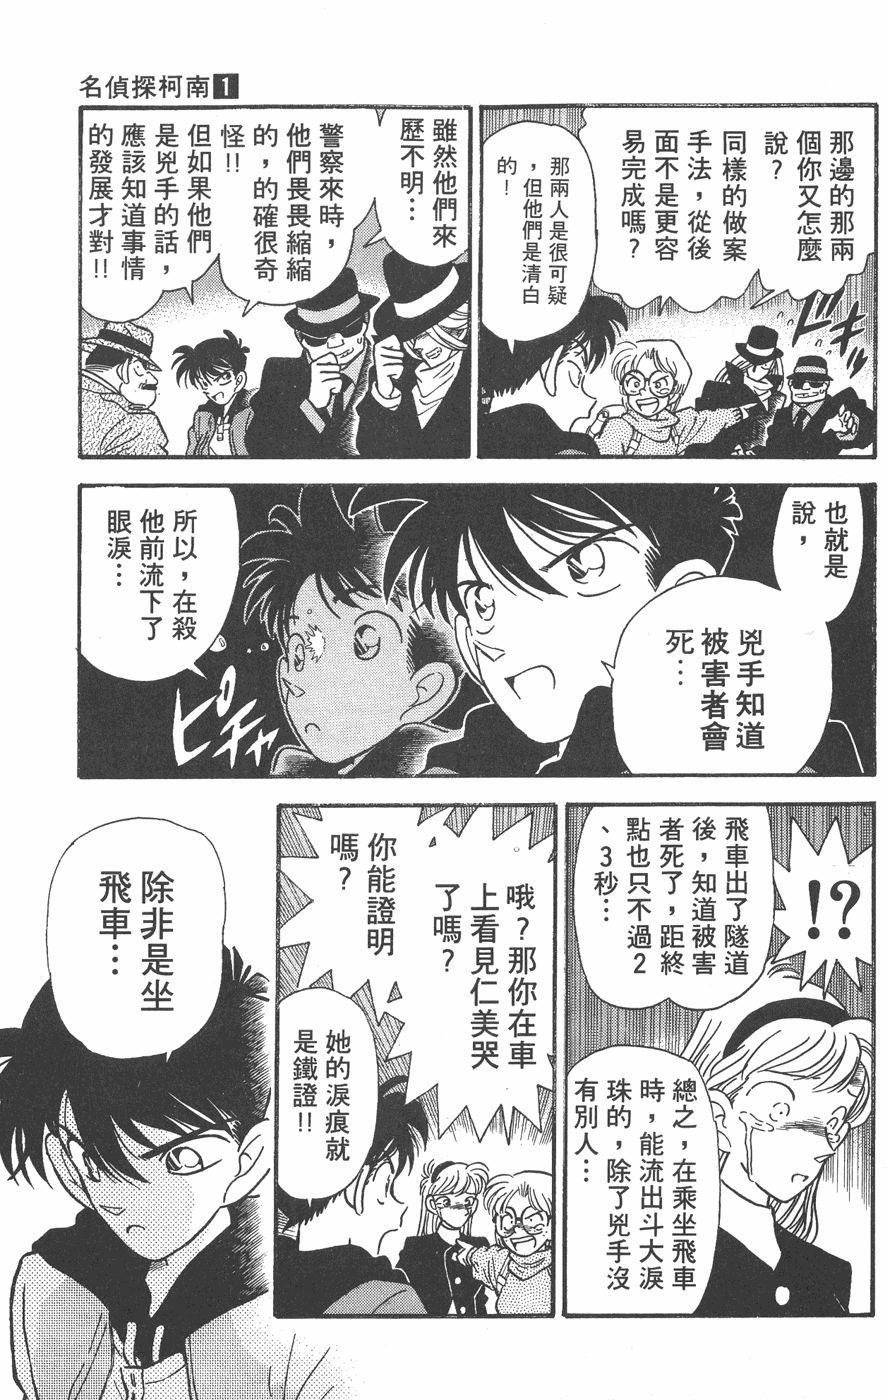 名偵探柯南1
那邊的那兩
個你又怎麼
說?
同樣的做案
手法,從後
面不是更容
易完成嗎?
那兩人是很可疑
,但他們是清白
的!
ドキ
雖然他們來
歷不明…
警察來時,
他們畏畏縮縮
的,的確很奇
怪!!
但如果他們
是兇手的話,
應該知道事情
的發展才對!!
也就是
說,
兇手知道
被害者會
死…
所以,在殺
他前流下了
眼淚…
ピチャ
!?
飛車出了隧道
後,知道被害
者死了,距終
點也只不過2
、3秒…
總之,在乘坐飛車
時,能流出斗大淚
珠的,除了兇手沒
有別人…
哦?那你在車
上看見仁美哭
了嗎?
你能證明
嗎?
她的淚痕就
是鐵證!!
除非是坐
飛車…